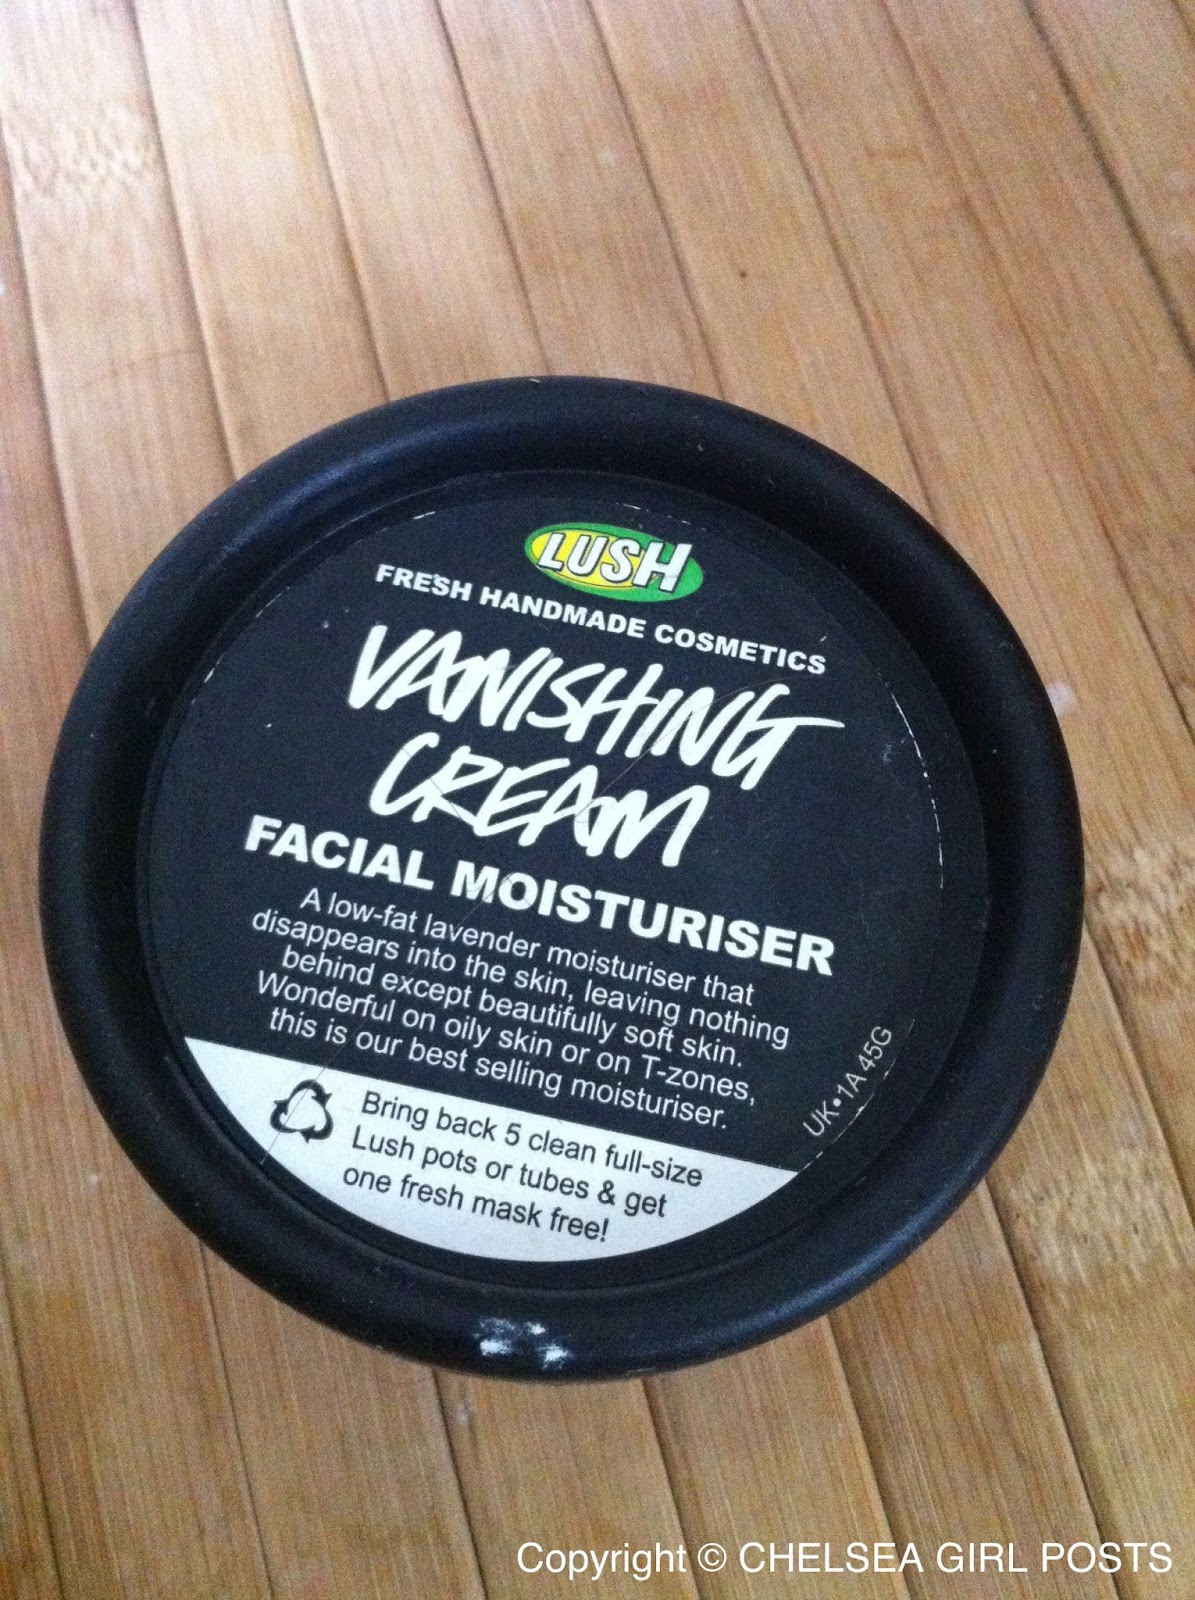 LUSH
FRESH HANDMADE COSMETICS
VANISHING
CREAM
FACIAL MOISTURISER
A low-fat lavender moisturiser that
disappears into the skin, leaving nothing
behind except beautifully soft skin.
Wonderful on oily skin or on T-zones,
this is our best selling moisturiser.
UK•1A 45G
Bring back 5 clean full-size
Lush pots or tubes & get
one fresh mask free!
Copyright © CHELSEA GIRL POSTS